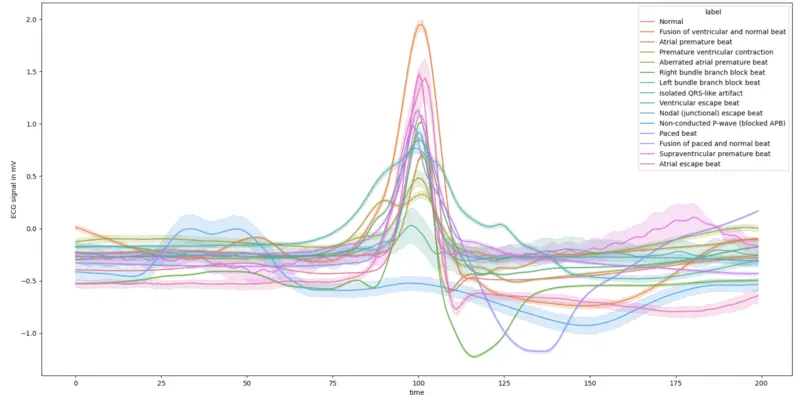 label
Normal
Fusion of ventricular and normal beat
Atrial premature beat
Premature ventricular contraction
Aberrated atrial premature beat
Right bundle branch block beat
Left bundle branch block beat
Isolated QRS-like artifact
Ventricular escape beat
Nodal (junctional) escape beat
Non-conducted P-wave (blocked APB)
Paced beat
Fusion of paced and normal beat
Supraventricular premature beat
Atrial escape beat
2.0
1.5
1.0
0.5
0.0
−0.5
−1.0
ECG signal in mV
0 25 50 75 100 125 150 175 200
time